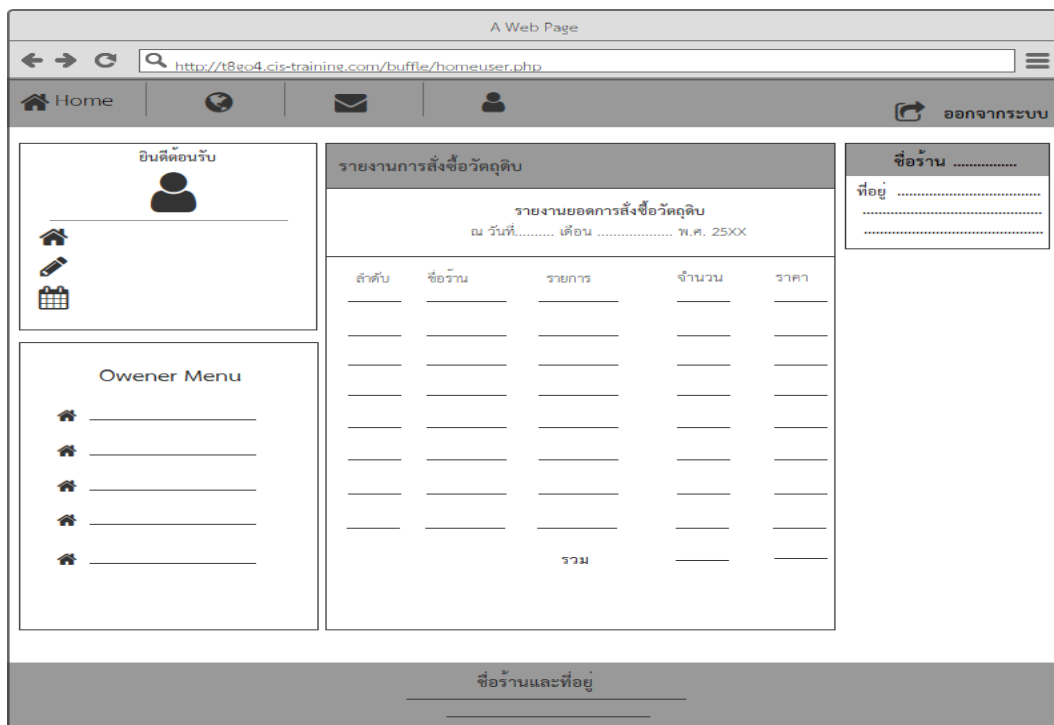 A Web Page
http://t8go4.cis-training.com/buffle/homeuser.php
Home
ออกจากระบบ
ยินดีต้อนรับ
Owener Menu
รายงานการสั่งซื้อวัตถุดิบ
รายงานยอดการสั่งซื้อวัตถุดิบ
ณ วันที่.......... เดือน ................... พ.ศ. 25XX
ลำดับ ชื่อร้าน รายการ จำนวน ราคา
รวม
ชื่อร้าน ................
ที่อยู่ ....................................
.............................................
.............................................
ชื่อร้านและที่อยู่